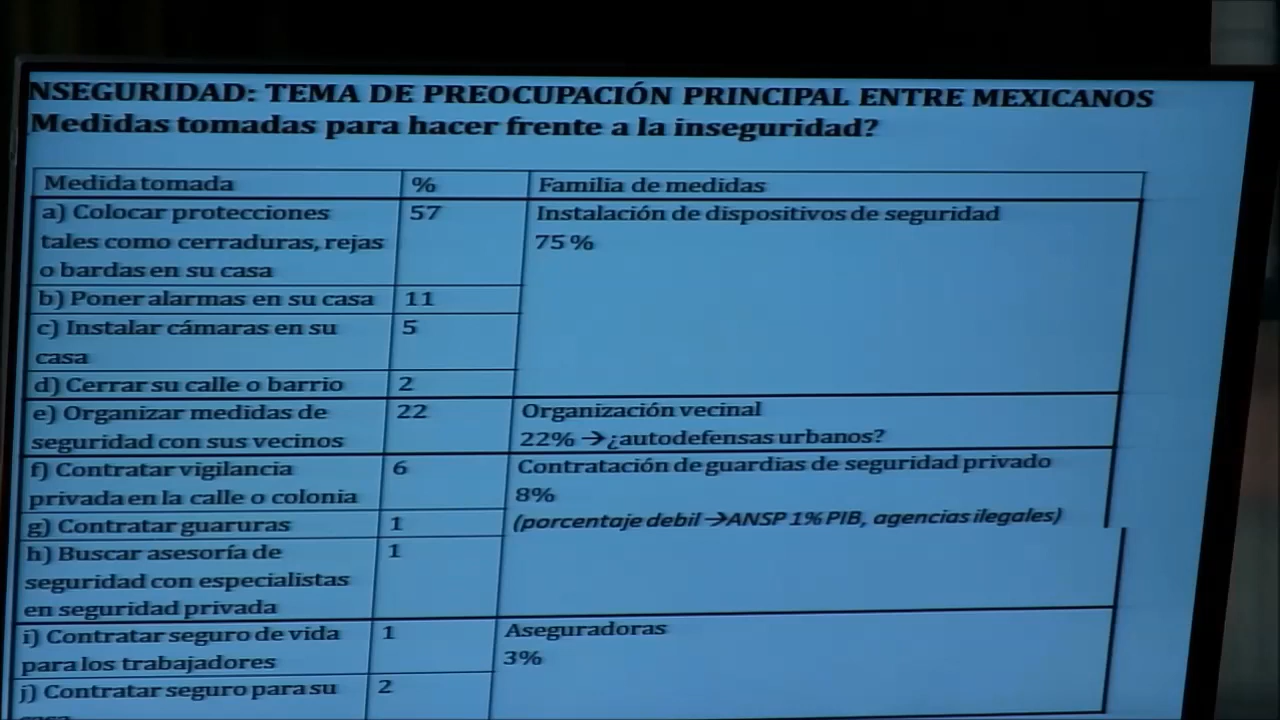 NSEGURIDAD: TEMA DE PREOCUPACIÓN PRINCIPAL ENTRE MEXICANOS
Medidas tomadas para hacer frente a la inseguridad?
Medida tomada % Familia de medidas
a) Colocar protecciones 57 Instalación de dispositivos de seguridad
tales como cerraduras, rejas 75 %
o bardas en su casa
b) Poner alarmas en su casa 11
c) Instalar cámaras en su 5
casa
d) Cerrar su calle o barrio 2
e) Organizar medidas de 22 Organización vecinal
seguridad con sus vecinos 22% →¿autodefensas urbanos?
f) Contratar vigilancia 6 Contratación de guardias de seguridad privado
privada en la calle o colonia 8%
g) Contratar guaruras 1 (porcentaje debil →ANSP 1% PIB, agencias ilegales)
h) Buscar asesoría de 1
seguridad con especialistas
en seguridad privada
i) Contratar seguro de vida 1 Aseguradoras
para los trabajadores 3%
j) Contratar seguro para su 2